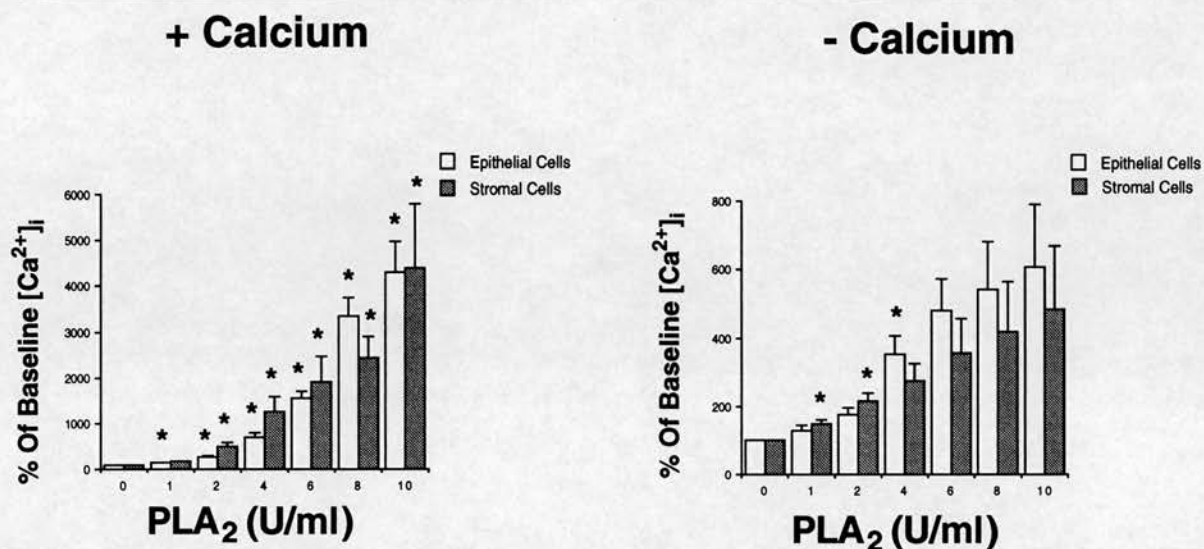 + Calcium
Epithelial Cells
Stromal Cells
% Of Baseline [Ca²⁺]ᵢ
6000
5000
4000
3000
2000
1000
0
* * * * * * * * * * *
0 1 2 4 6 8 10
PLA₂ (U/ml)
- Calcium
Epithelial Cells
Stromal Cells
% Of Baseline [Ca²⁺]ᵢ
800
600
400
200
0
* * *
0 1 2 4 6 8 10
PLA₂ (U/ml)